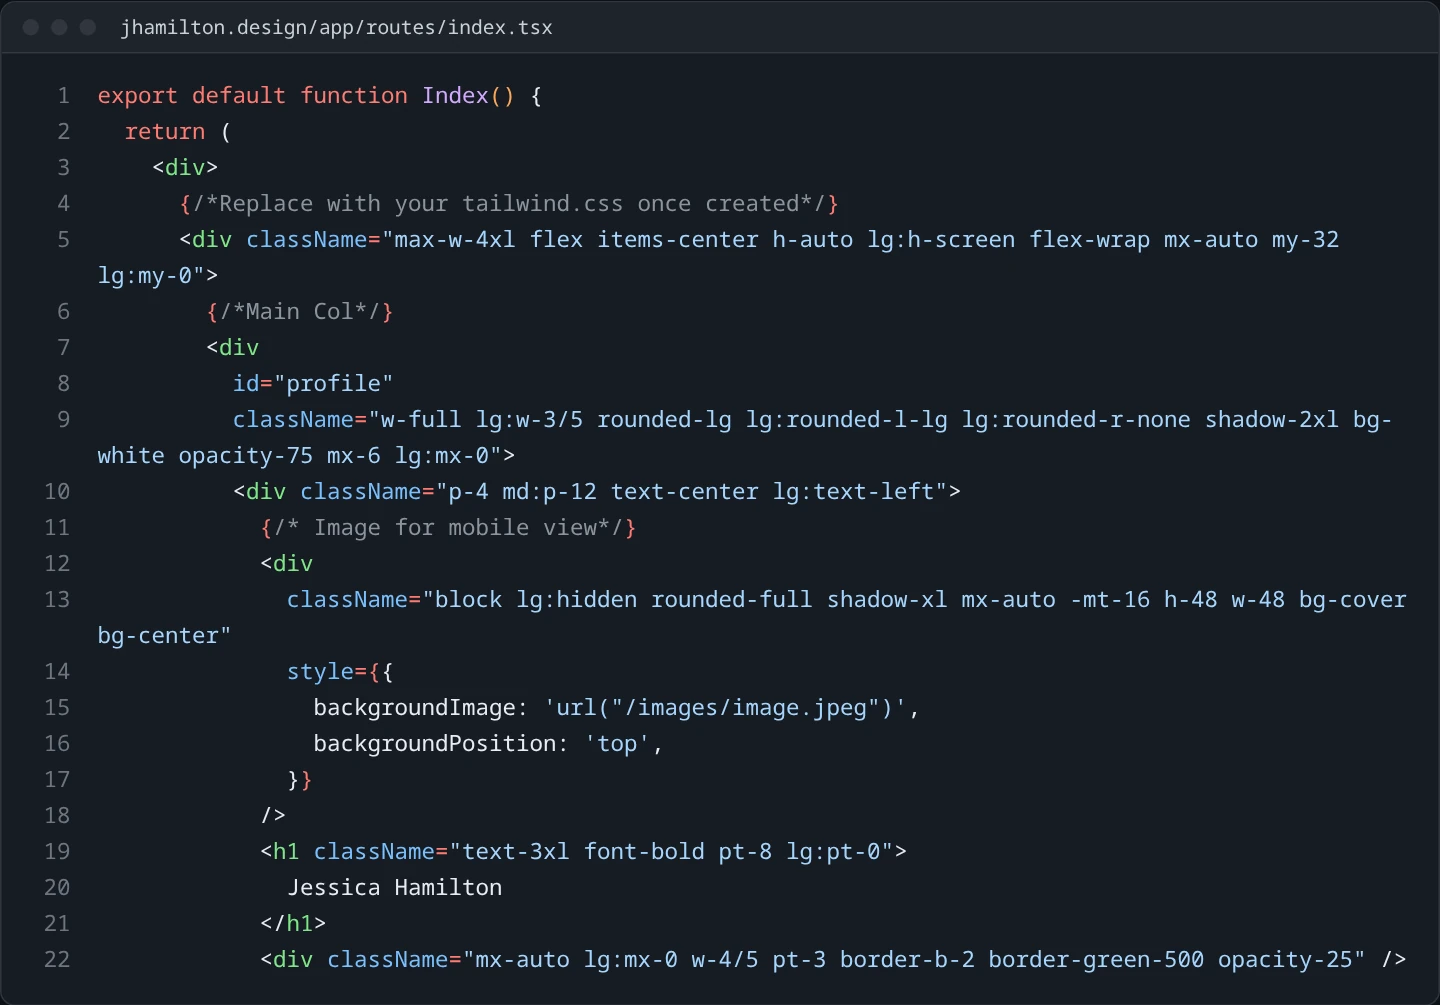 jhamilton.design/app/routes/index.tsx
1 export default function Index() {
2   return (
3     <div>
4       {/*Replace with your tailwind.css once created*/}
5       <div className="max-w-4xl flex items-center h-auto lg:h-screen flex-wrap mx-auto my-32
lg:my-0">
6         {/*Main Col*/}
7         <div
8           id="profile"
9           className="w-full lg:w-3/5 rounded-lg lg:rounded-l-lg lg:rounded-r-none shadow-2xl bg-
white opacity-75 mx-6 lg:mx-0">
10           <div className="p-4 md:p-12 text-center lg:text-left">
11             {/* Image for mobile view*/}
12             <div
13               className="block lg:hidden rounded-full shadow-xl mx-auto -mt-16 h-48 w-48 bg-cover
bg-center"
14               style={{
15                 backgroundImage: 'url("/images/image.jpeg")',
16                 backgroundPosition: 'top',
17               }}
18             />
19             <h1 className="text-3xl font-bold pt-8 lg:pt-0">
20               Jessica Hamilton
21             </h1>
22             <div className="mx-auto lg:mx-0 w-4/5 pt-3 border-b-2 border-green-500 opacity-25" />